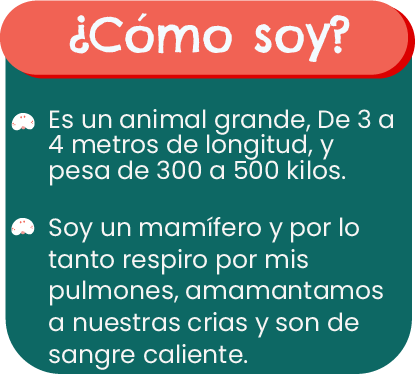 ¿Cómo soy?
Es un animal grande, De 3 a
4 metros de longitud, y
pesa de 300 a 500 kilos.
Soy un mamífero y por lo
tanto respiro por mis
pulmones, amamantamos
a nuestras crias y son de
sangre caliente.